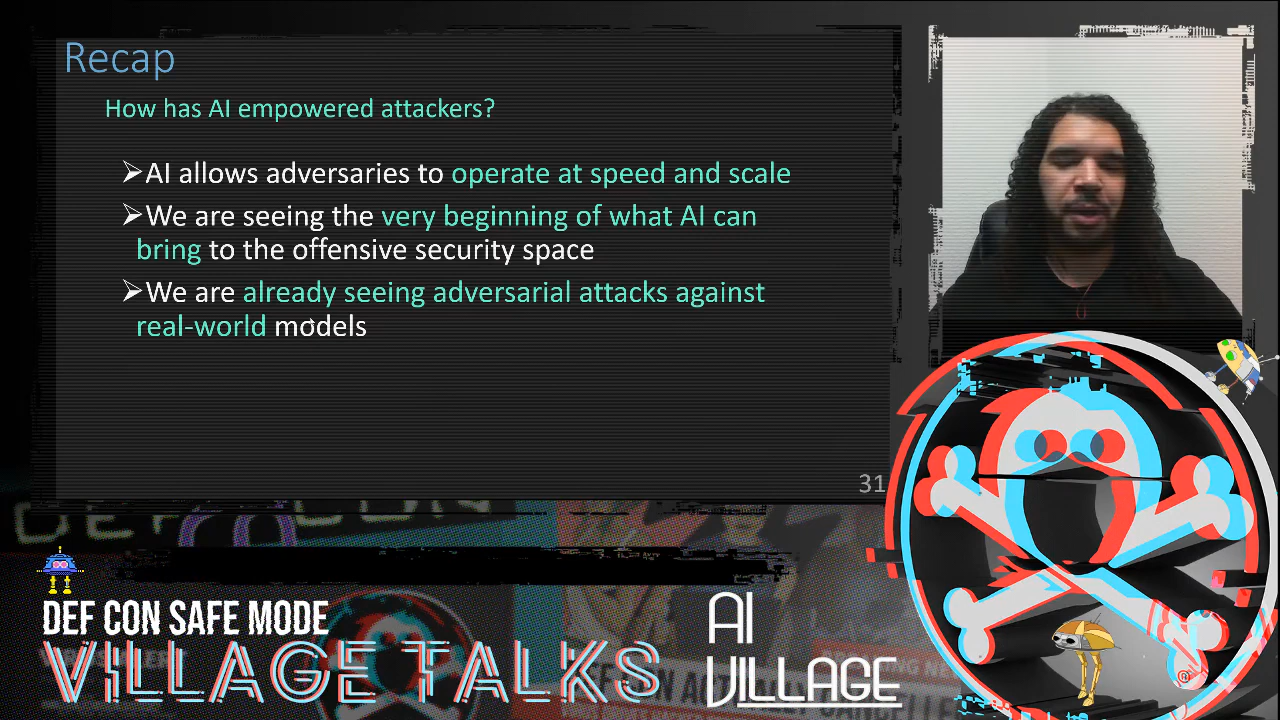 Recap
How has AI empowered attackers?
➢AI allows adversaries to operate at speed and scale
➢We are seeing the very beginning of what AI can
bring to the offensive security space
➢We are already seeing adversarial attacks against
real-world models
31
DEF CON
DEF CON SAFE MODE
VILLAGE TALKS
AI
VILLAGE